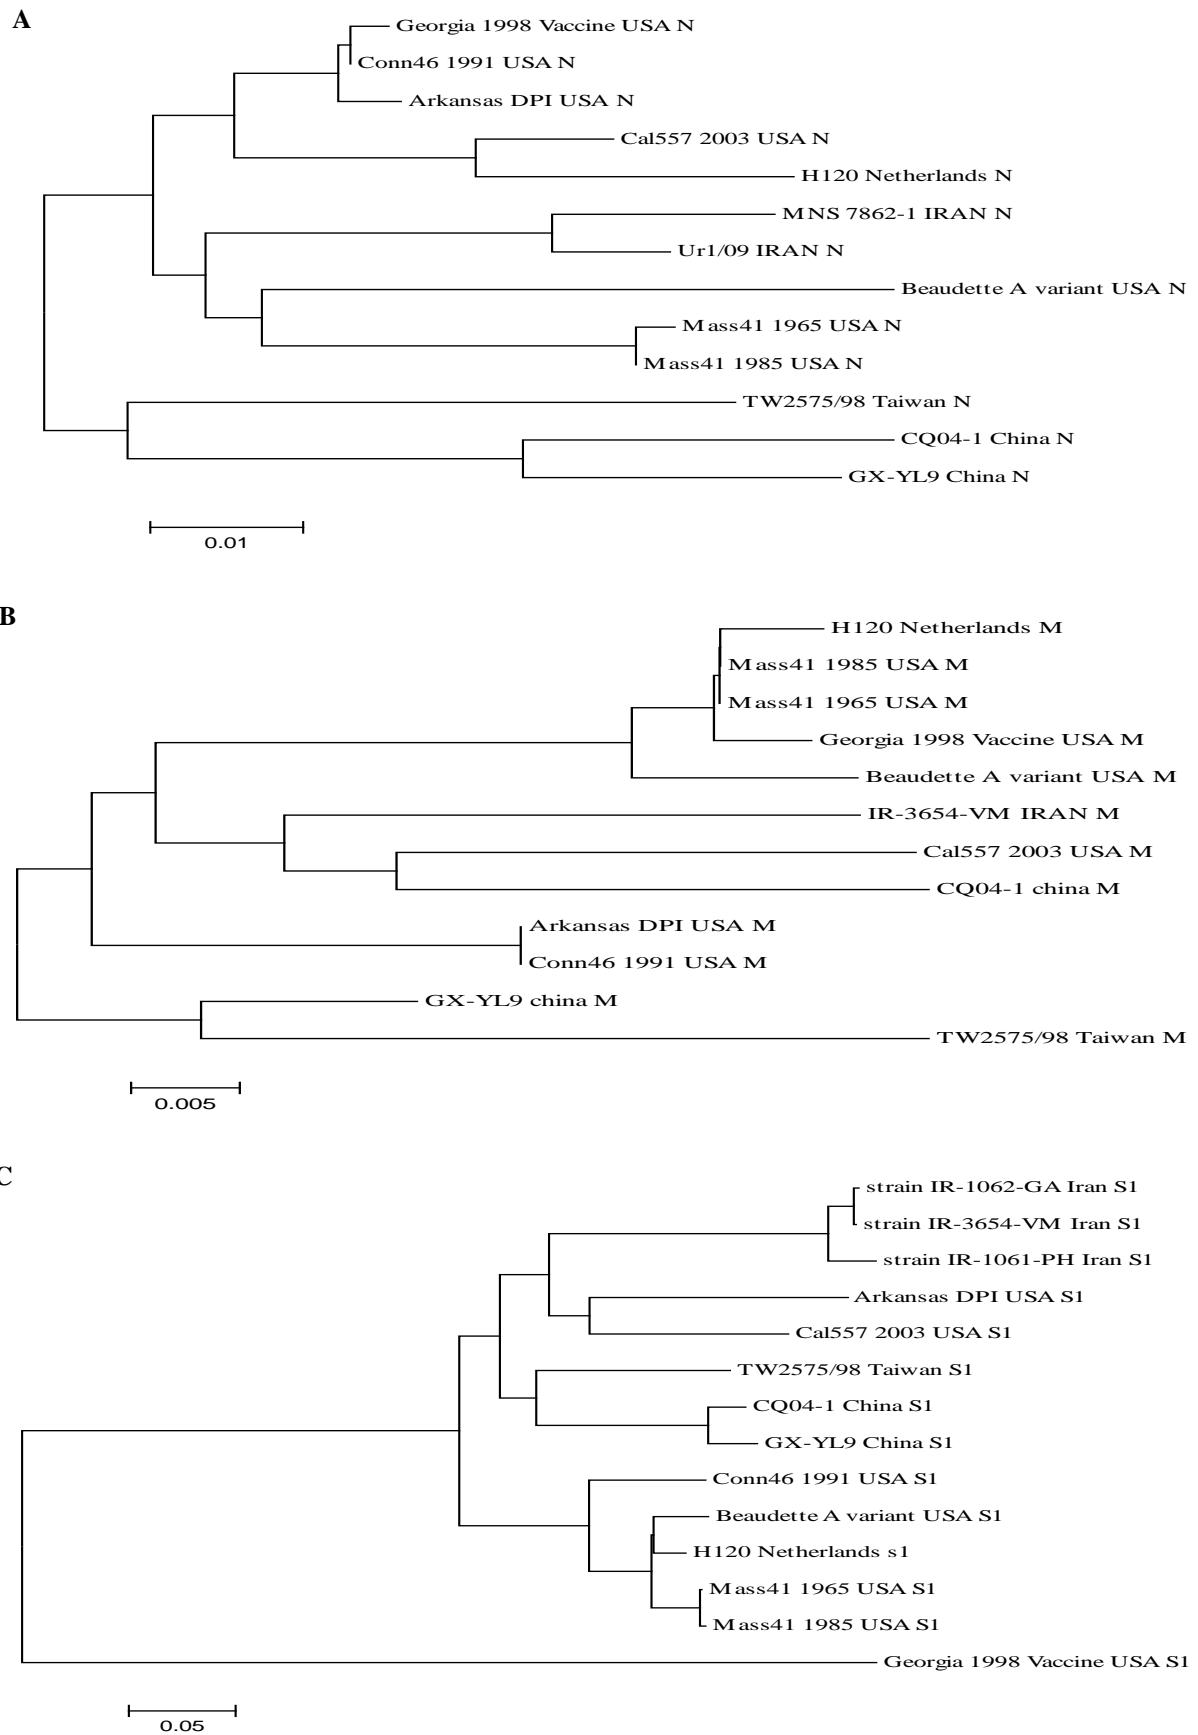 A
Georgia 1998 Vaccine USA N
Conn46 1991 USA N
Arkansas DPI USA N
Cal557 2003 USA N
H120 Netherlands N
MNS 7862-1 IRAN N
Ur1/09 IRAN N
Beaudette A variant USA N
Mass41 1965 USA N
Mass41 1985 USA N
TW2575/98 Taiwan N
CQ04-1 China N
GX-YL9 China N
0.01
B
H120 Netherlands M
Mass41 1985 USA M
Mass41 1965 USA M
Georgia 1998 Vaccine USA M
Beaudette A variant USA M
IR-3654-VM IRAN M
Cal557 2003 USA M
CQ04-1 china M
Arkansas DPI USA M
Conn46 1991 USA M
GX-YL9 china M
TW2575/98 Taiwan M
0.005
C
strain IR-1062-GA Iran S1
strain IR-3654-VM Iran S1
strain IR-1061-PH Iran S1
Arkansas DPI USA S1
Cal557 2003 USA S1
TW2575/98 Taiwan S1
CQ04-1 China S1
GX-YL9 China S1
Conn46 1991 USA S1
Beaudette A variant USA S1
H120 Netherlands s1
Mass41 1965 USA S1
Mass41 1985 USA S1
Georgia 1998 Vaccine USA S1
0.05